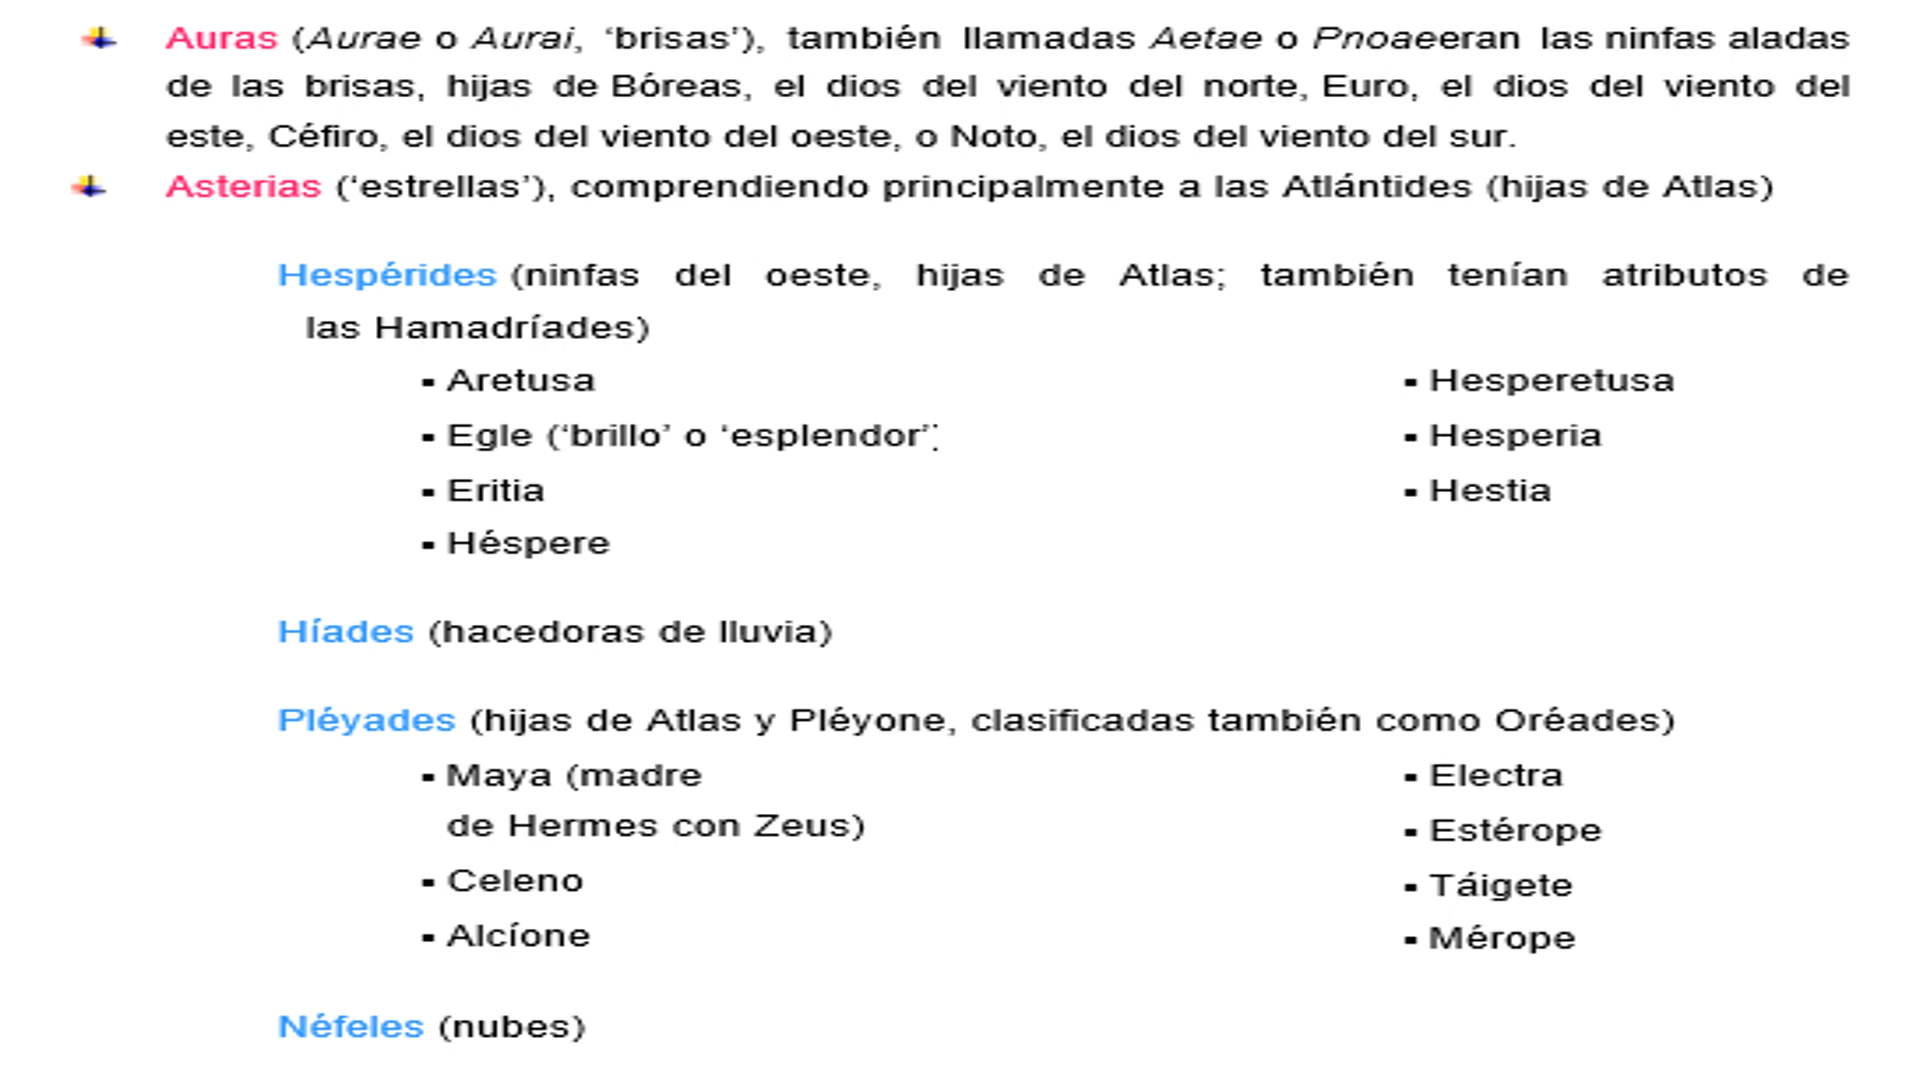 Auras (Aurae o Aurai, ‘brisas’), también llamadas Aetae o Pnoaeeran las ninfas aladas
de las brisas, hijas de Bóreas, el dios del viento del norte, Euro, el dios del viento del
este, Céfiro, el dios del viento del oeste, o Noto, el dios del viento del sur.
Asterias (‘estrellas’), comprendiendo principalmente a las Atlántides (hijas de Atlas)
Hespérides (ninfas del oeste, hijas de Atlas; también tenían atributos de
las Hamadríades)
▪ Aretusa
▪ Egle (‘brillo’ o ‘esplendor’)
▪ Eritia
▪ Héspere
▪ Hesperetusa
▪ Hesperia
▪ Hestia
Híades (hacedoras de lluvia)
Pléyades (hijas de Atlas y Pléyone, clasificadas también como Oréades)
▪ Maya (madre
de Hermes con Zeus)
▪ Celeno
▪ Alcíone
▪ Electra
▪ Estérope
▪ Táigete
▪ Mérope
Néfeles (nubes)